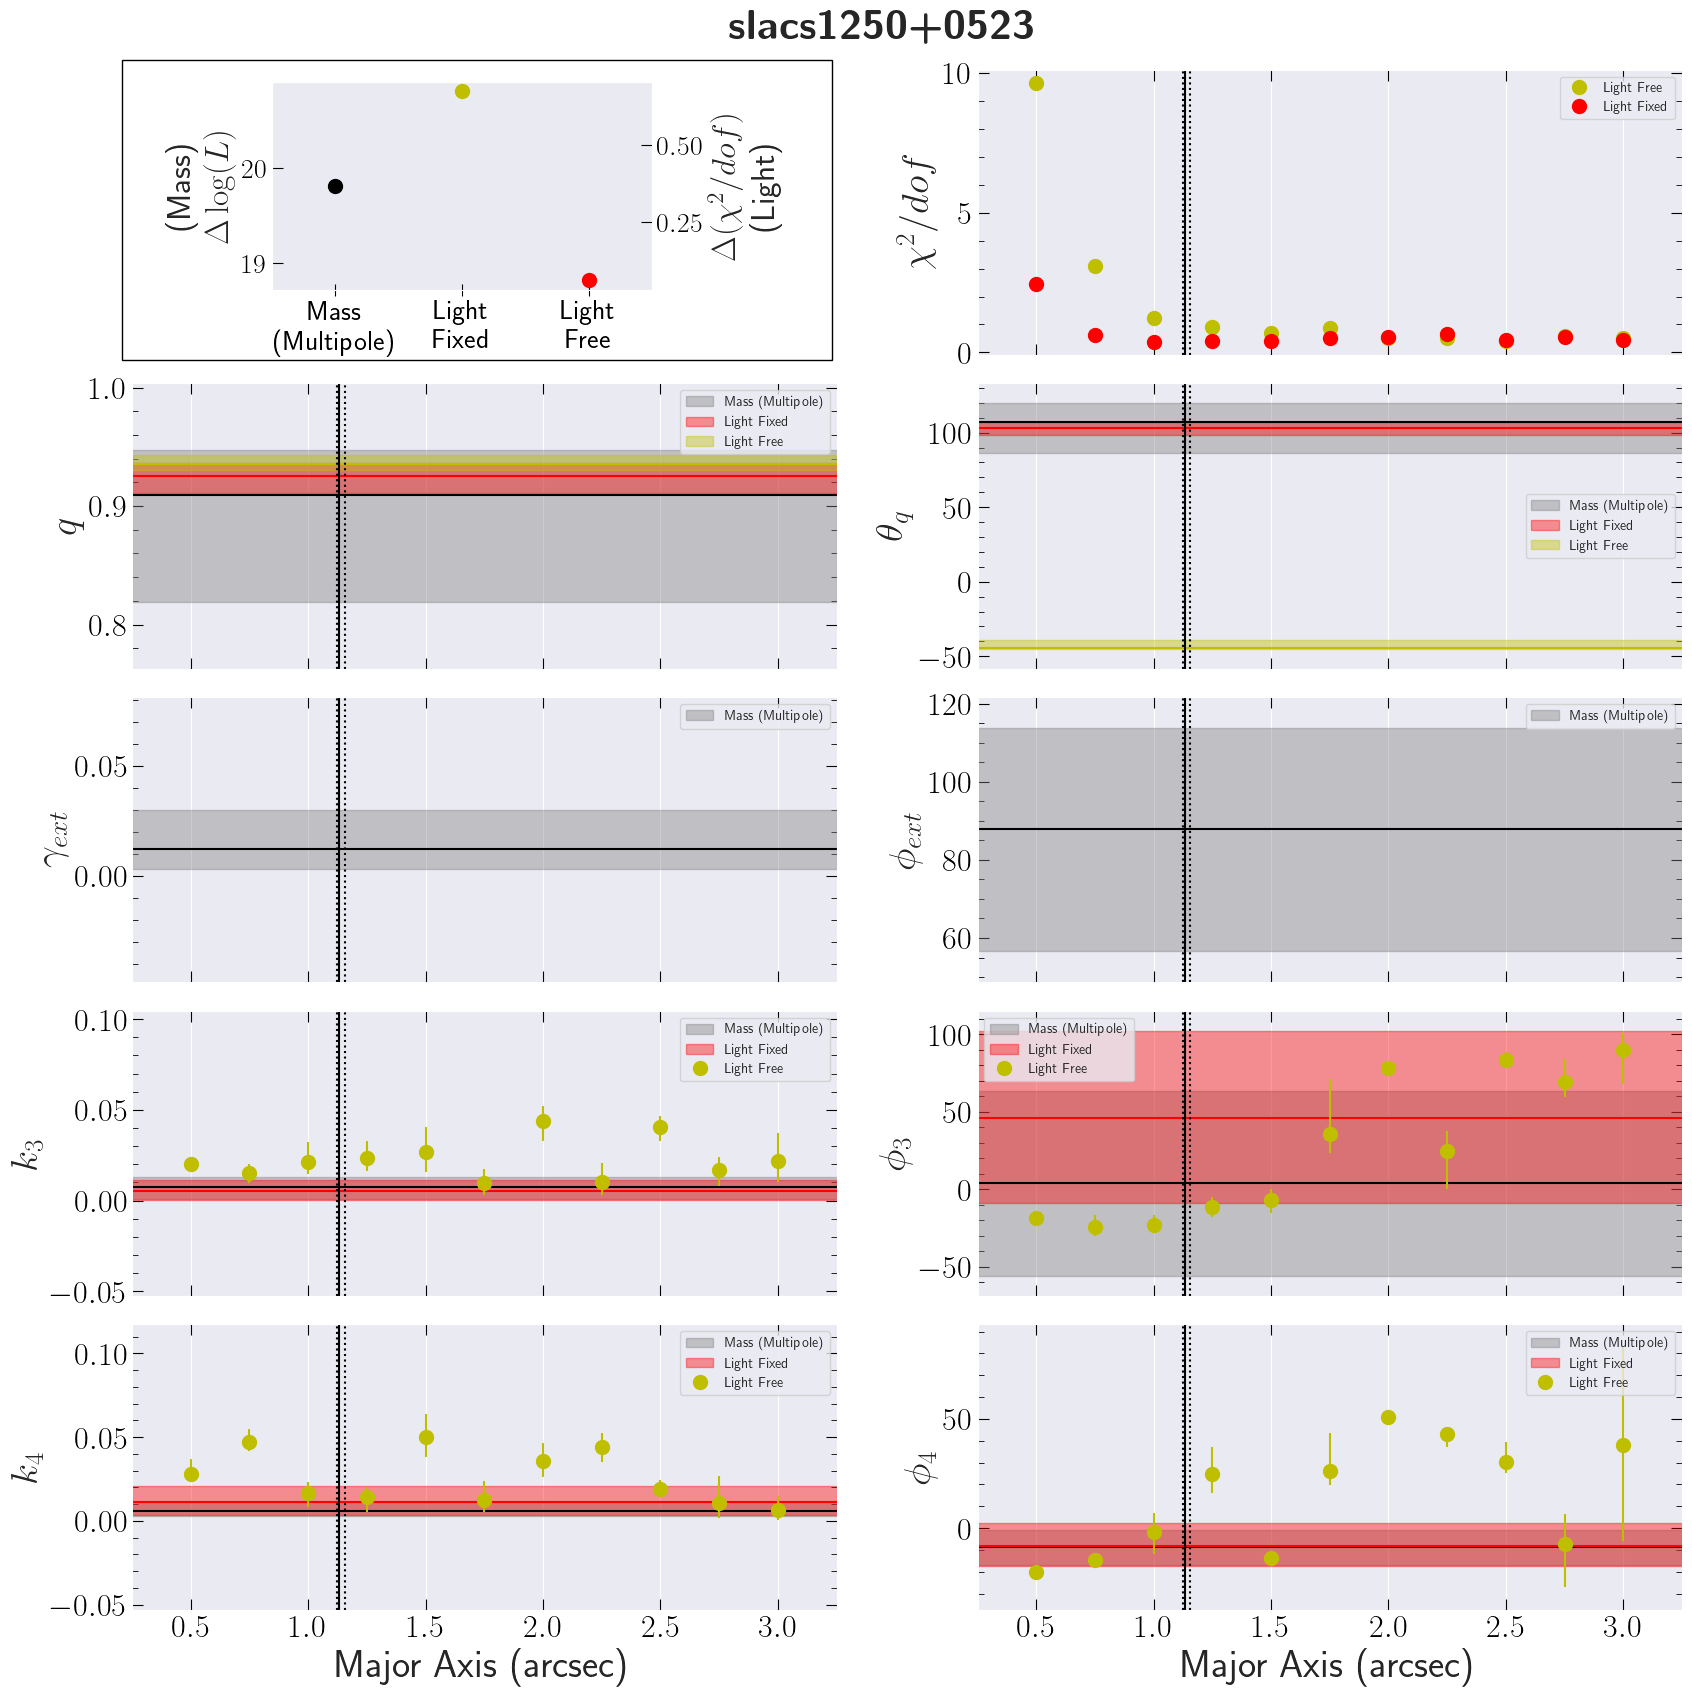 slacs1250+0523
(Mass)
Δ log(L)
20
19
0.50
0.25
Δ(χ²/dof)
(Light)
Mass
(Multipole)
Light
Fixed
Light
Free
χ²/dof
10
5
0
Light Free
Light Fixed
q
1.0
0.9
0.8
Mass (Multipole)
Light Fixed
Light Free
θ_q
100
50
0
−50
Mass (Multipole)
Light Fixed
Light Free
γ_ext
0.05
0.00
Mass (Multipole)
ϕ_ext
120
100
80
60
Mass (Multipole)
k₃
0.10
0.05
0.00
−0.05
Mass (Multipole)
Light Fixed
Light Free
ϕ₃
100
50
0
−50
Mass (Multipole)
Light Fixed
Light Free
k₄
0.10
0.05
0.00
−0.05
Mass (Multipole)
Light Fixed
Light Free
0.5 1.0 1.5 2.0 2.5 3.0
Major Axis (arcsec)
ϕ₄
50
0
Mass (Multipole)
Light Fixed
Light Free
0.5 1.0 1.5 2.0 2.5 3.0
Major Axis (arcsec)